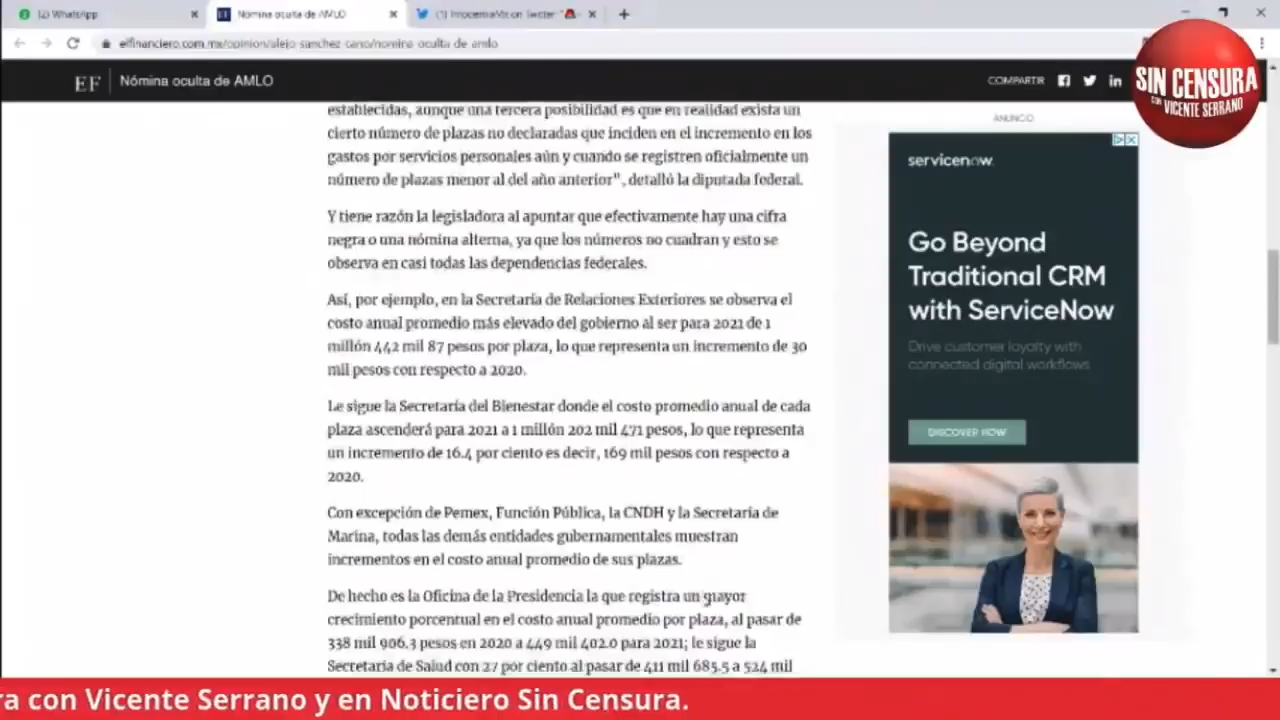 (2) WhatsApp
Nómina oculta de AMLO
elfinanciero.com.mx/opinion/alejo-sanchez-cano/nomina-oculta-de-amlo
EF
Nómina oculta de AMLO
COMPARTIR
SIN CENSURA
CON VICENTE SERRANO
establecidas, aunque una tercera posibilidad es que en realidad exista un
cierto número de plazas no declaradas que inciden en el incremento en los
gastos por servicios personales aún y cuando se registren oficialmente un
número de plazas menor al del año anterior", detalló la diputada federal.
Y tiene razón la legisladora al apuntar que efectivamente hay una cifra
negra o una nómina alterna, ya que los números no cuadran y esto se
observa en casi todas las dependencias federales.
Así, por ejemplo, en la Secretaría de Relaciones Exteriores se observa el
costo anual promedio más elevado del gobierno al ser para 2021 de 1
millón 442 mil 87 pesos por plaza, lo que representa un incremento de 30
mil pesos con respecto a 2020.
Le sigue la Secretaría del Bienestar donde el costo promedio anual de cada
plaza ascenderá para 2021 a 1 millón 202 mil 471 pesos, lo que representa
un incremento de 16.4 por ciento es decir, 169 mil pesos con respecto a
2020.
Con excepción de Pemex, Función Pública, la CNDH y la Secretaría de
Marina, todas las demás entidades gubernamentales muestran
incrementos en el costo anual promedio de sus plazas.
De hecho es la Oficina de la Presidencia la que registra un mayor
crecimiento porcentual en el costo anual promedio por plaza, al pasar de
338 mil 906.3 pesos en 2020 a 449 mil 402.0 para 2021; le sigue la
Secretaría de Salud con 27 por ciento al pasar de 411 mil 685.5 a 524 mil
ANUNCIO
servicenow
Go Beyond
Traditional CRM
with ServiceNow
Drive customer loyalty with
connected digital workflows
DISCOVER NOW
ra con Vicente Serrano y en Noticiero Sin Censura.